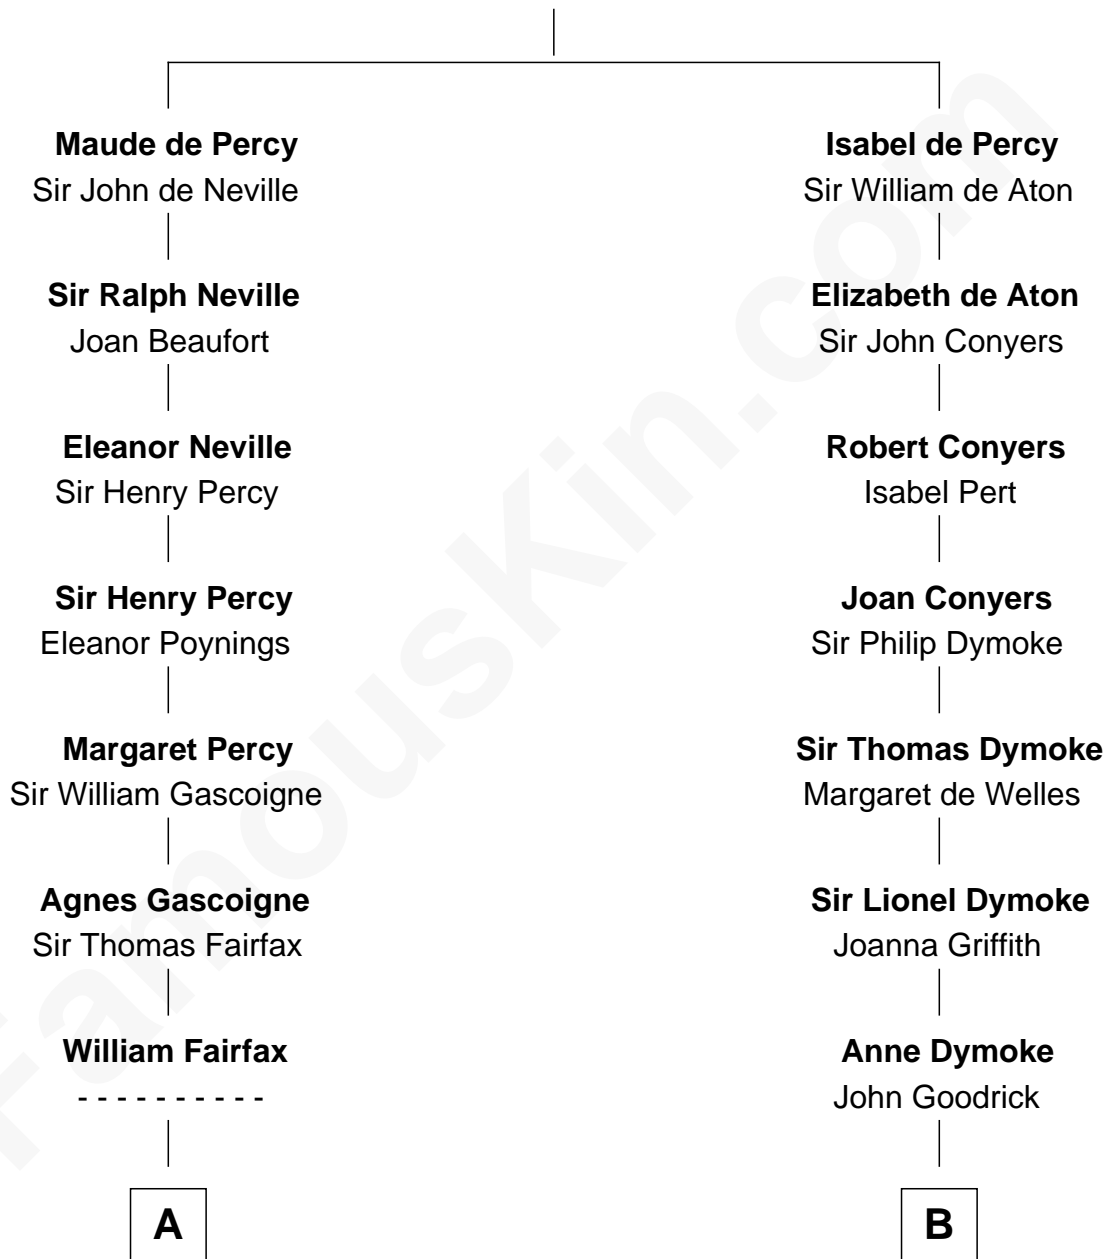 Maude de Percy
Sir John de Neville
Sir Ralph Neville
Joan Beaufort
Eleanor Neville
Sir Henry Percy
Sir Henry Percy
Eleanor Poynings
Margaret Percy
Sir William Gascoigne
Agnes Gascoigne
Sir Thomas Fairfax
William Fairfax
- - - - - - - - - -
A
Isabel de Percy
Sir William de Aton
Elizabeth de Aton
Sir John Conyers
Robert Conyers
Isabel Pert
Joan Conyers
Sir Philip Dymoke
Sir Thomas Dymoke
Margaret de Welles
Sir Lionel Dymoke
Joanna Griffith
Anne Dymoke
John Goodrick
B
FamousKin.com